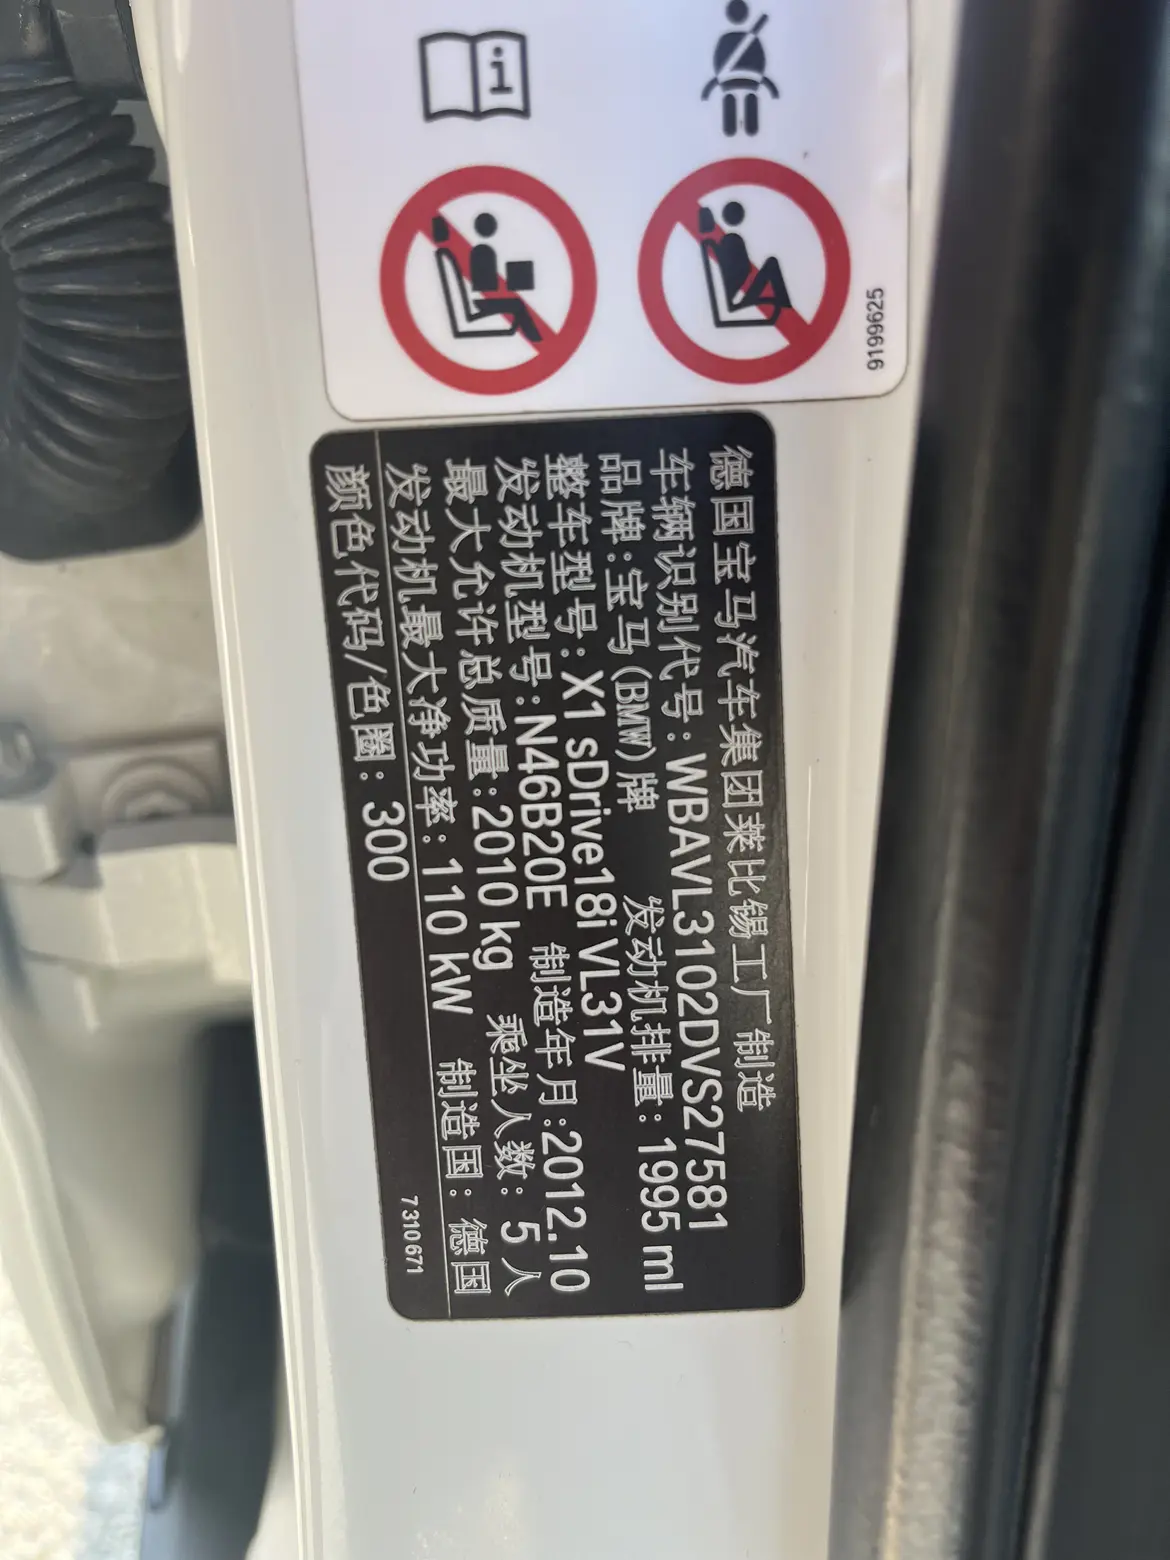 9199625
德国宝马汽车集团莱比锡工厂制造
车辆识别代号：WBAVL3102DVS27581
品牌：宝马(BMW)牌 发动机排量：1995 ml
整车型号：X1 sDrive18i VL31V
发动机型号：N46B20E 制造年月：2012.10
最大允许总质量：2010 kg 乘坐人数：5人
发动机最大净功率：110 kW 制造国：德国
颜色代码/色圈：300
7310671